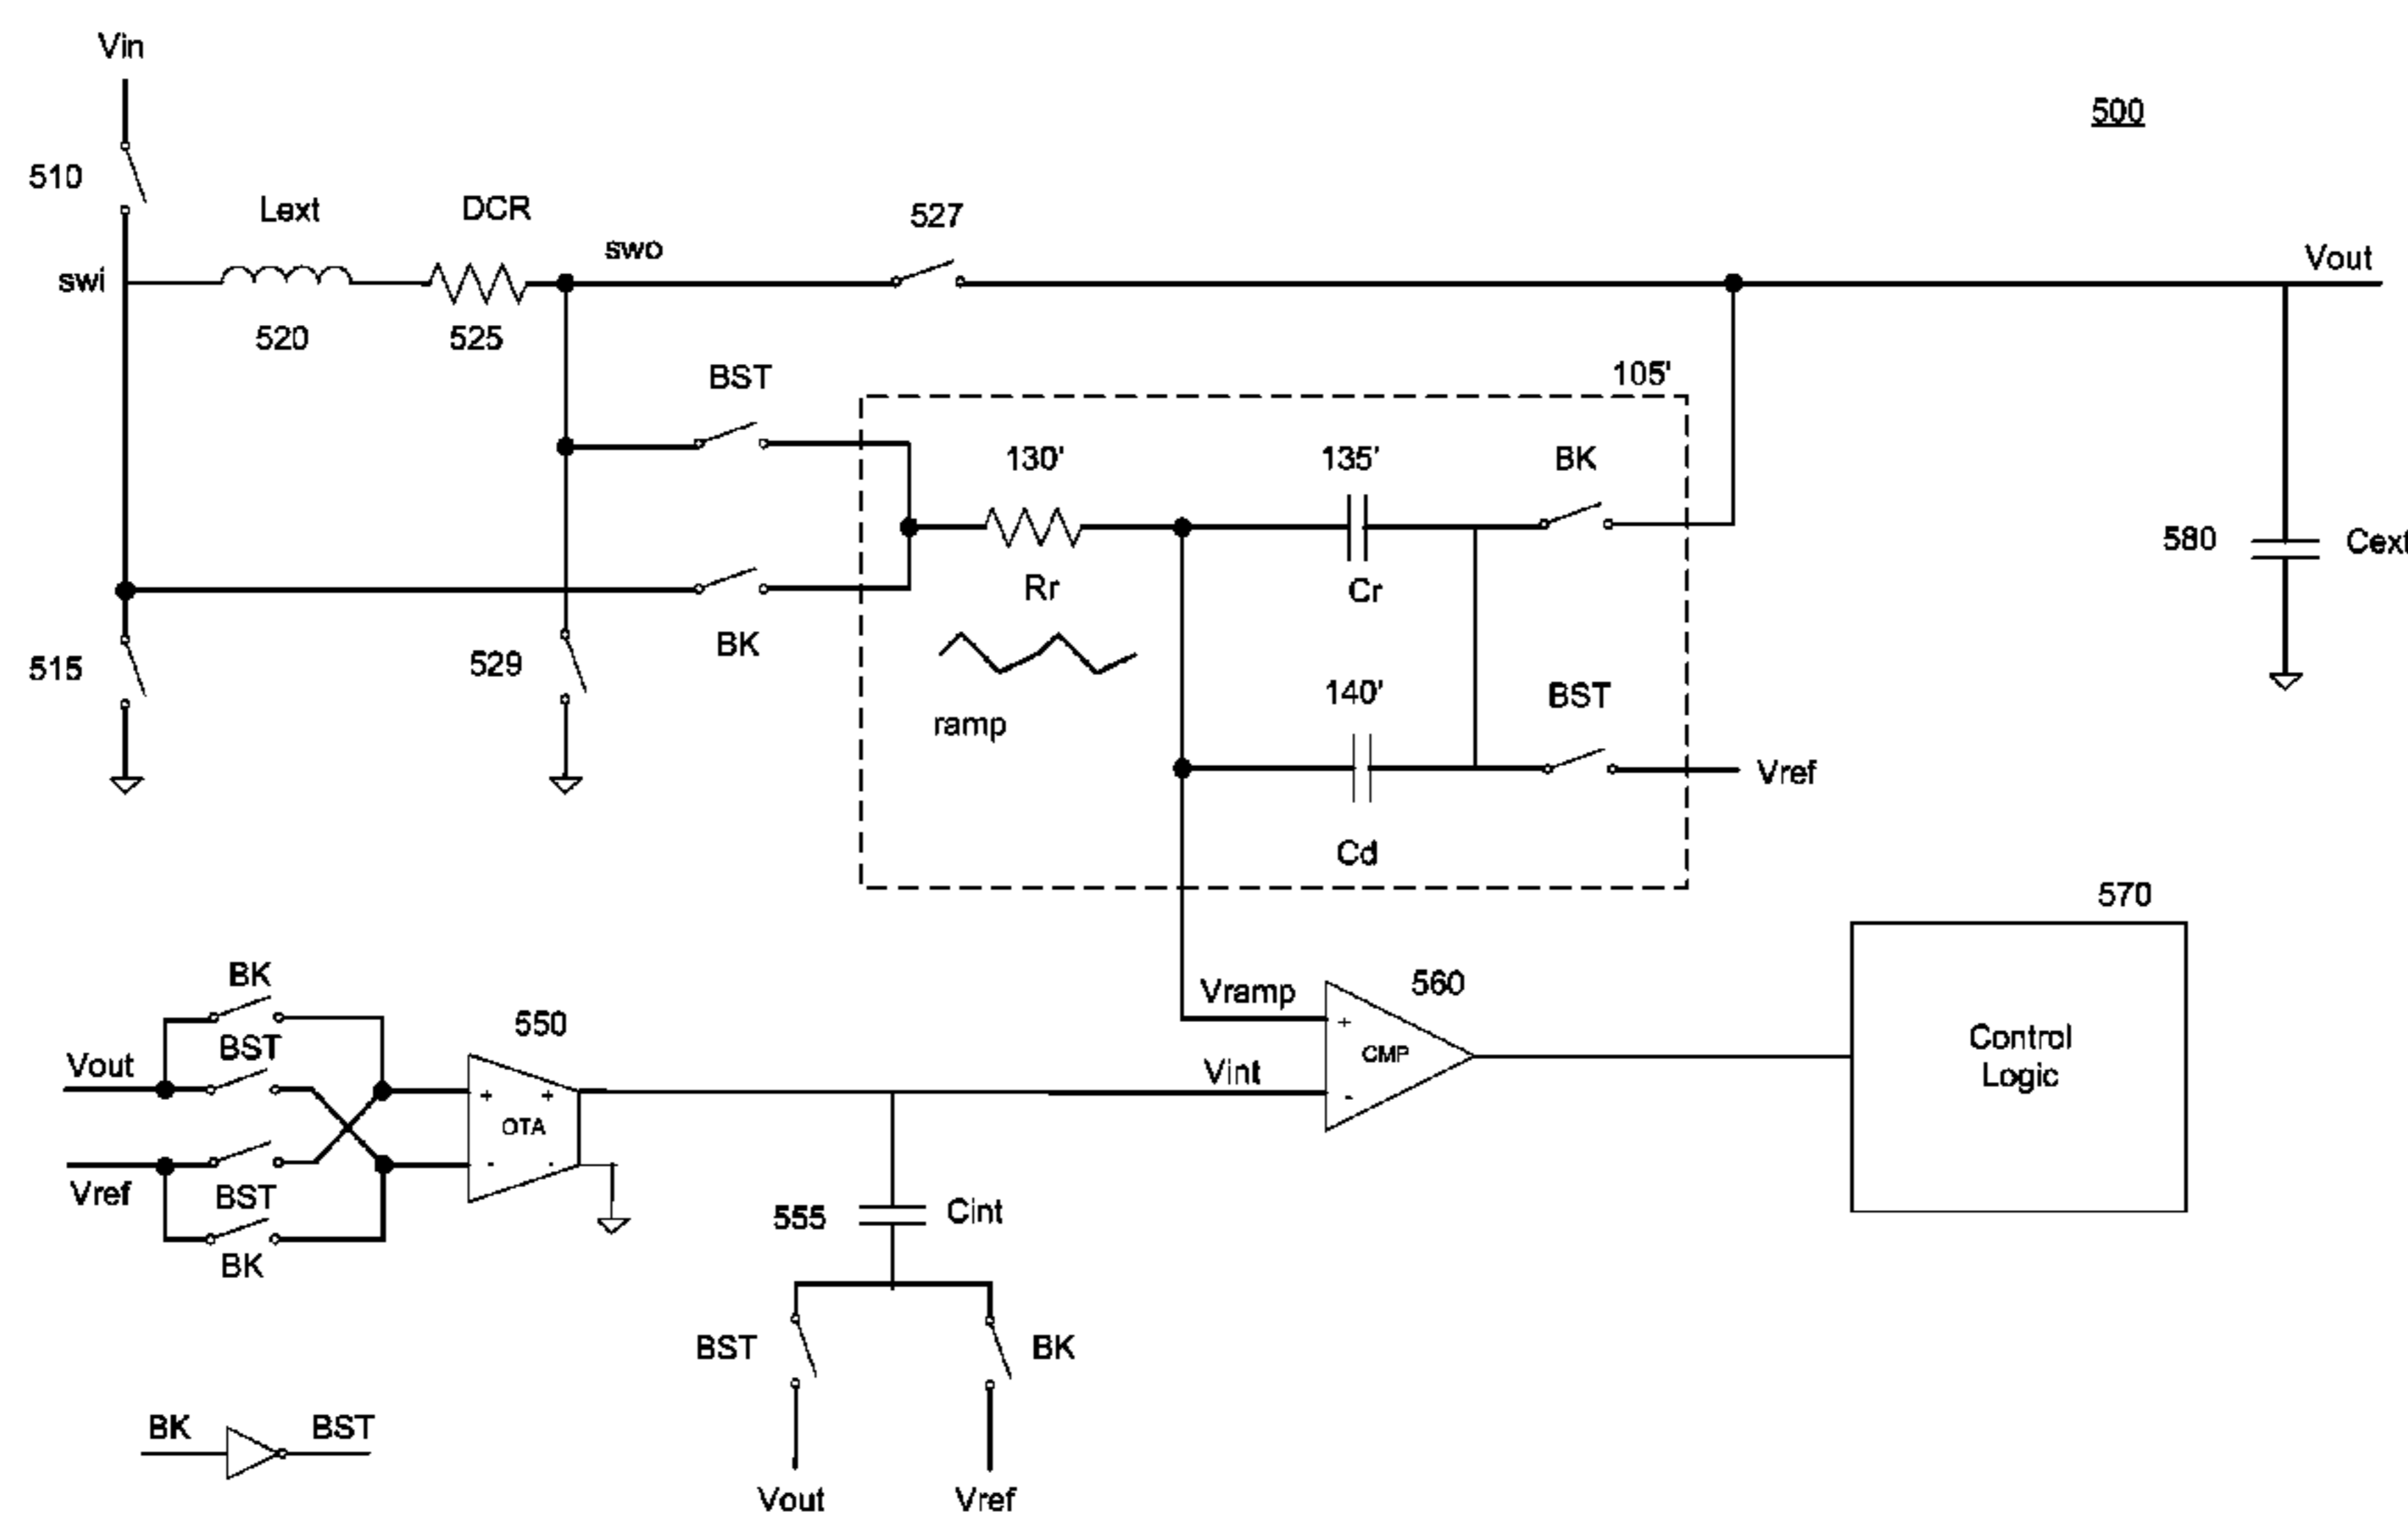 Vin
500
510
Lext
DCR
527
swo
Vout
swi
520
525
BST
105'
130'
135'
BK
580
Cext
Rr
Cr
BK
515
529
140'
BST
ramp
Vref
Cd
570
BK
Vramp
560
550
BST
Vout
+
+
OTA
-
-
Vint
+
CMP
-
Control
Logic
Vref
BST
BK
555
Cint
BST
BK
BK
BST
Vout
Vref